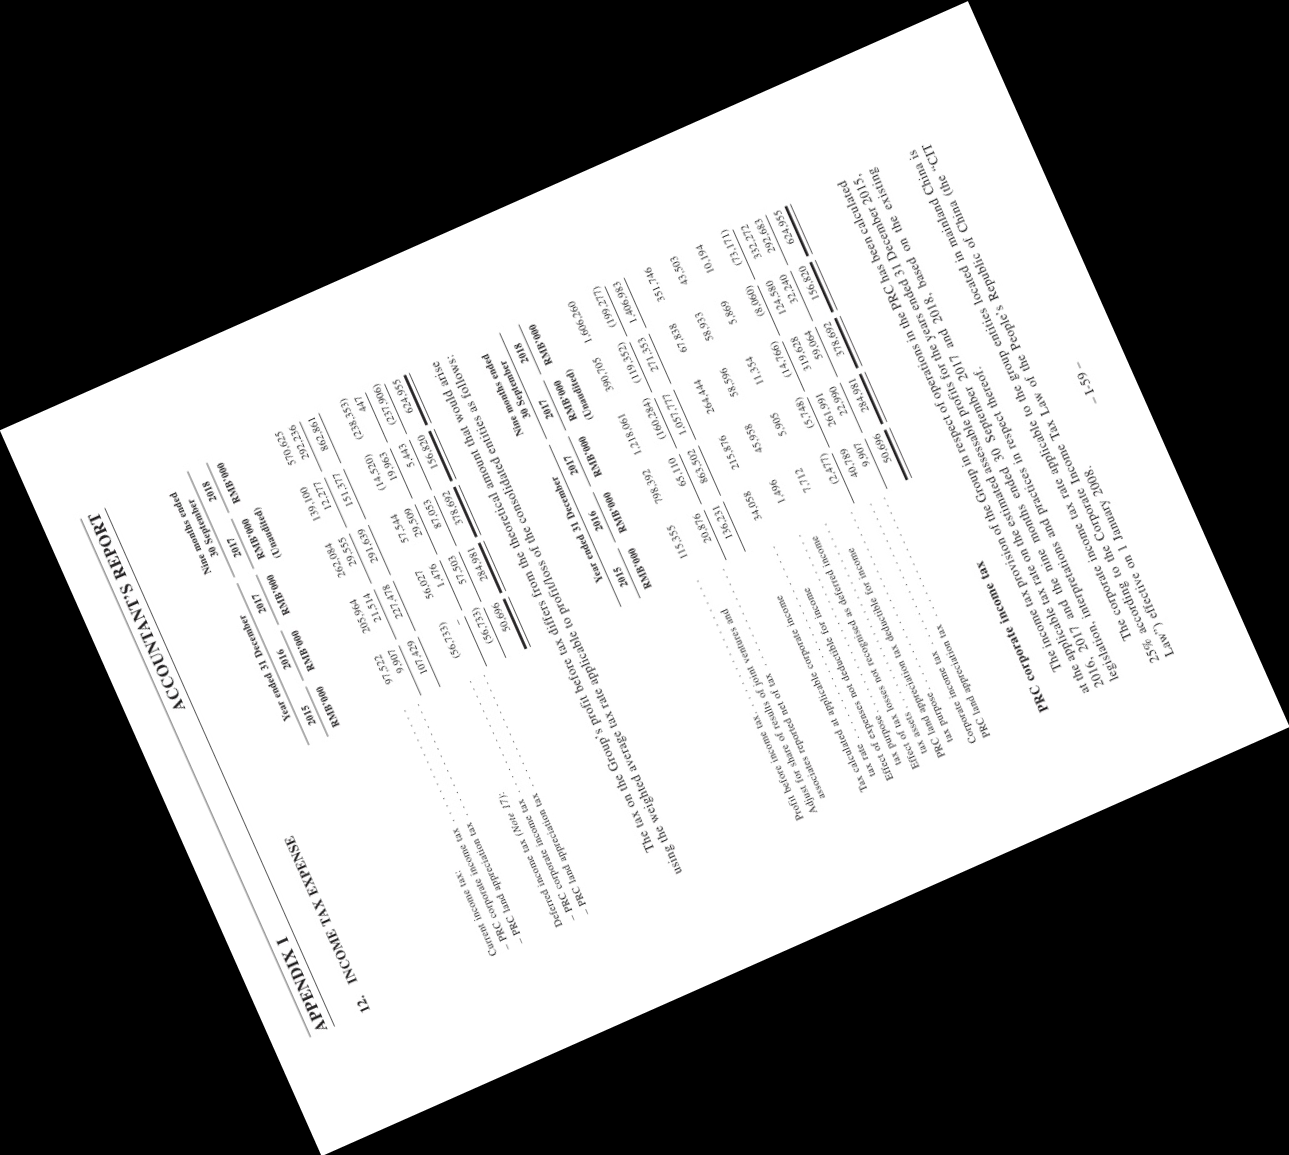 APPENDIX I ACCOUNTANT'S REPORT
12. INCOME TAX EXPENSE
Year ended 31 December Nine months ended 30 September
2015 2016 2017 2017 2018
RMB'000 RMB'000 RMB'000 RMB'000 RMB'000
(Unaudited)
Current income tax:
– PRC corporate income tax . . . . . . . . . . . . 97,522 205,964 262,084 139,100 570,625
– PRC land appreciation tax . . . . . . . . . . . . 9,907 21,514 29,555 12,277 292,236
107,429 227,478 291,639 151,377 862,861
Deferred income tax (Note 17):
– PRC corporate income tax . . . . . . . . . . . . (56,733) 56,027 57,544 (14,520) (238,353)
– PRC land appreciation tax . . . . . . . . . . . . – 1,476 29,509 19,963 447
(56,733) 57,503 87,053 5,443 (237,906)
50,696 284,981 378,692 156,820 624,955
The tax on the Group's profit before tax differs from the theoretical amount that would arise
using the weighted average tax rate applicable to profit/loss of the consolidated entities as follows:
Year ended 31 December Nine months ended 30 September
2015 2016 2017 2017 2018
RMB'000 RMB'000 RMB'000 RMB'000 RMB'000
(Unaudited)
Profit before income tax. . . . . . . . . . . . . . 115,355 798,392 1,218,061 390,705 1,606,260
Adjust for share of results of joint ventures and
associates reported net of tax . . . . . . . . . . . 20,876 65,110 (160,284) (119,352) (199,277)
136,231 863,502 1,057,777 271,353 1,406,983
Tax calculated at applicable corporate income
tax rate . . . . . . . . . . . . . . . . . . . . 34,058 215,876 264,444 67,838 351,746
Effect of expenses not deductible for income
tax purpose . . . . . . . . . . . . . . . . . . 1,496 45,958 58,596 58,933 43,503
Effect of tax losses not recognised as deferred income
tax assets . . . . . . . . . . . . . . . . . . . 7,712 5,905 11,354 5,869 10,194
PRC land appreciation tax deductible for income
tax purpose . . . . . . . . . . . . . . . . . . (2,477) (5,748) (14,766) (8,060) (73,171)
Corporate income tax . . . . . . . . . . . . . . 40,789 261,991 319,628 124,580 332,272
PRC land appreciation tax . . . . . . . . . . . . 9,907 22,990 59,064 32,240 292,683
50,696 284,981 378,692 156,820 624,955
PRC corporate income tax
The income tax provision of the Group in respect of operations in the PRC has been calculated
at the applicable tax rate on the estimated assessable profits for the years ended 31 December 2015,
2016, 2017 and the nine months ended 30 September 2017 and 2018, based on the existing
legislation, interpretations and practices in respect thereof.
The corporate income tax rate applicable to the group entities located in mainland China is
25% according to the Corporate Income Tax Law of the People's Republic of China (the "CIT
Law") effective on 1 January 2008.
– I-59 –